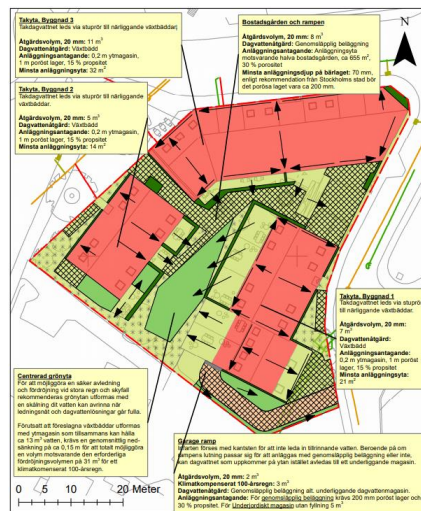 Takyta, Byggnad 3
Takdagvattnet leds via stuprör till närliggande växtbäddar,
Åtgärdsvolym, 20 mm: 11 m³
Dagvattenåtgärd: Växtbädd
Anläggningsantagande: 0,2 m ytmagasin,
1 m poröst lager, 15 % propsitet
Minsta anläggningsyta: 32 m²
Bostadsgården och rampen
Åtgärdsvolym, 20 mm: 8 m³
Dagvattenåtgärd: Genomsläpplig beläggning
Anläggningsantagande: Anläggningsyta
motsvarande halva bostadsgården, ca 655 m²,
30 % propsitet
Minsta anläggningsdjup på bärlaget: 70 mm,
enligt rekommendation från Stockholms stad bör
det porösa lagret vara ca 200 mm.
N
Takyta, Byggnad 2
Takdagvattnet leds via stuprör till närliggande
växtbäddar.
Åtgärdsvolym, 20 mm: 5 m³
Dagvattenåtgärd: Växtbädd
Anläggningsantagande: 0,2 m ytmagasin,
1 m poröst lager, 15 % propsitet
Minsta anläggningsyta: 14 m²
Takyta, Byggnad 1
Takdagvattnet leds via stuprör
till närliggande växtbäddar.
Åtgärdsvolym, 20 mm:
7 m³
Dagvattenåtgärd:
Växtbädd
Anläggningsantagande:
0,2 m ytmagasin, 1 m poröst
lager, 15 % propsitet
Minsta anläggningsyta:
21 m²
Centrerad grönyta
För att möjliggöra en säker avledning
och fördröjning vid stora regn och skyfall
rekommenderas grönytan utformas med
en skålning dit vatten kan avrinna när
ledningsnät och dagvattenlösningar går fulla.
Förutsatt att föreslagna växtbäddar utformas
med ytmagasin som tillsammans kan hålla
ca 13 m³ vatten, krävs en genomsnittlig ned-
sänkning på ca 0,15 m för att totalt möjliggöra
en volym motsvarande den erforderliga
fördröjningvolymen på 31 m³ för ett
klimatkompenserat 100-årsregn.
Garage ramp
Infarten förses med kantsten för att inte leda in tillrinnande vatten. Beroende på om
rampens lutning passar sig för att anläggas med genomsläpplig beläggning eller inte,
kan dagvattnet som uppkommer på ytan istället avledas till ett underliggande magasin.
Åtgärdsvolym, 20 mm: 2 m³
Klimatkompenserat 100-årsregn: 3 m³
Dagvattenåtgärd: Genomsläpplig beläggning alt. underliggande dagvattenmagasin.
Anläggningsantagande: För genomsläpplig beläggning krävs 200 mm poröst lager och
30 % propsitet. För Underjordiskt magasin utan fyllning 5 m²
0 5 10 20 Meter